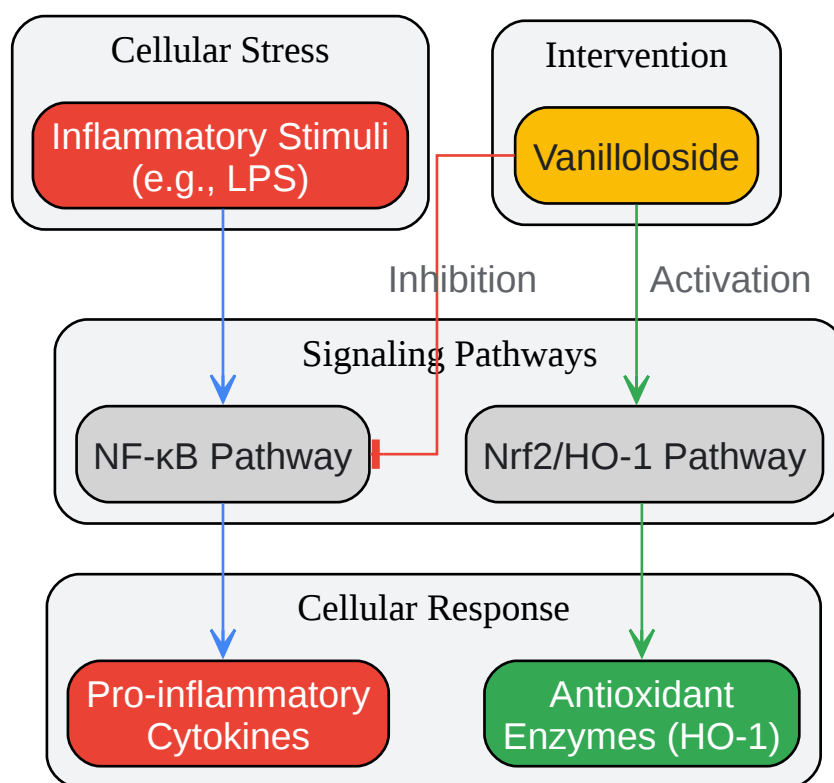 Cellular Stress
Inflammatory Stimuli
(e.g., LPS)
Intervention
Vanilloloside
Inhibition
Activation
Signaling Pathways
NF-κB Pathway
Nrf2/HO-1 Pathway
Cellular Response
Pro-inflammatory
Cytokines
Antioxidant
Enzymes (HO-1)